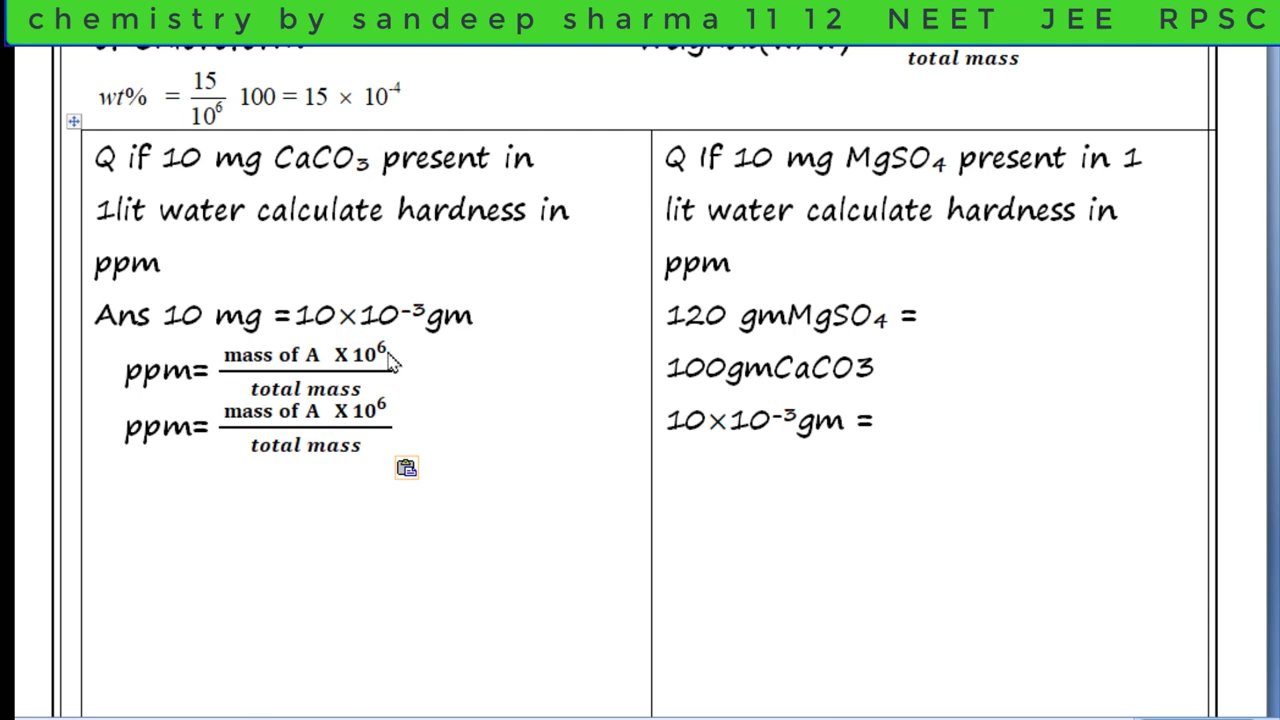 chemistry by sandeep sharma 11 12 NEET JEE RPSC
total mass
wt% = 15/10⁶ 100 = 15 × 10⁻⁴
Q if 10 mg CaCO₃ present in
1lit water calculate hardness in
ppm
Ans 10 mg =10×10⁻³gm
ppm= mass of A X 10⁶ / total mass
ppm= mass of A X 10⁶ / total mass
Q If 10 mg MgSO₄ present in 1
lit water calculate hardness in
ppm
120 gmMgSO₄ =
100gmCaCO3
10×10⁻³gm =